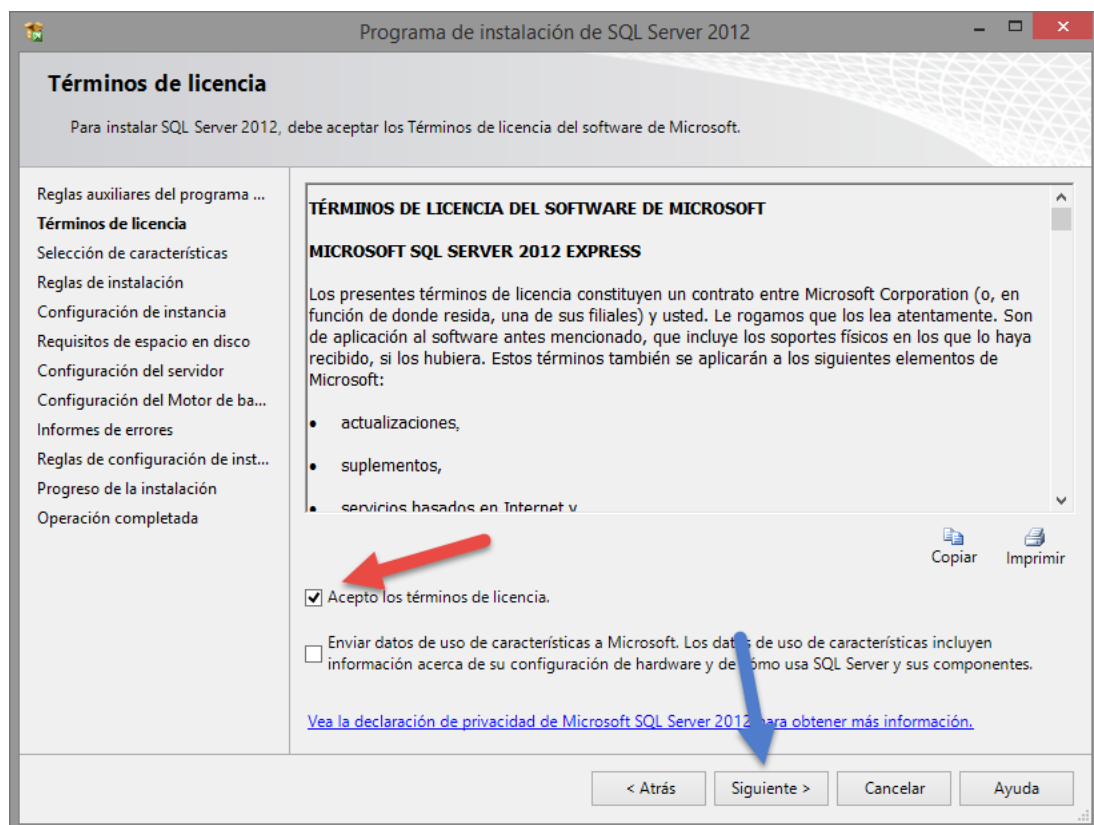 Programa de instalación de SQL Server 2012
Términos de licencia
Para instalar SQL Server 2012, debe aceptar los Términos de licencia del software de Microsoft.
Reglas auxiliares del programa ...
Términos de licencia
Selección de características
Reglas de instalación
Configuración de instancia
Requisitos de espacio en disco
Configuración del servidor
Configuración del Motor de ba...
Informes de errores
Reglas de configuración de inst...
Progreso de la instalación
Operación completada
TÉRMINOS DE LICENCIA DEL SOFTWARE DE MICROSOFT
MICROSOFT SQL SERVER 2012 EXPRESS
Los presentes términos de licencia constituyen un contrato entre Microsoft Corporation (o, en
función de donde resida, una de sus filiales) y usted. Le rogamos que los lea atentamente. Son
de aplicación al software antes mencionado, que incluye los soportes físicos en los que lo haya
recibido, si los hubiera. Estos términos también se aplicarán a los siguientes elementos de
Microsoft:
• actualizaciones,
• suplementos,
• servicios basados en Internet y
Copiar Imprimir
Acepto los términos de licencia.
Enviar datos de uso de características a Microsoft. Los datos de uso de características incluyen
información acerca de su configuración de hardware y de cómo usa SQL Server y sus componentes.
Vea la declaración de privacidad de Microsoft SQL Server 2012 para obtener más información.
< Atrás Siguiente > Cancelar Ayuda